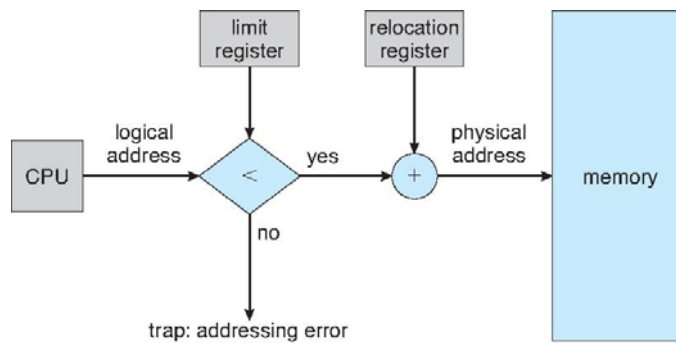 limit
register
relocation
register
logical
address
physical
address
CPU
<
yes
+
memory
no
trap: addressing error